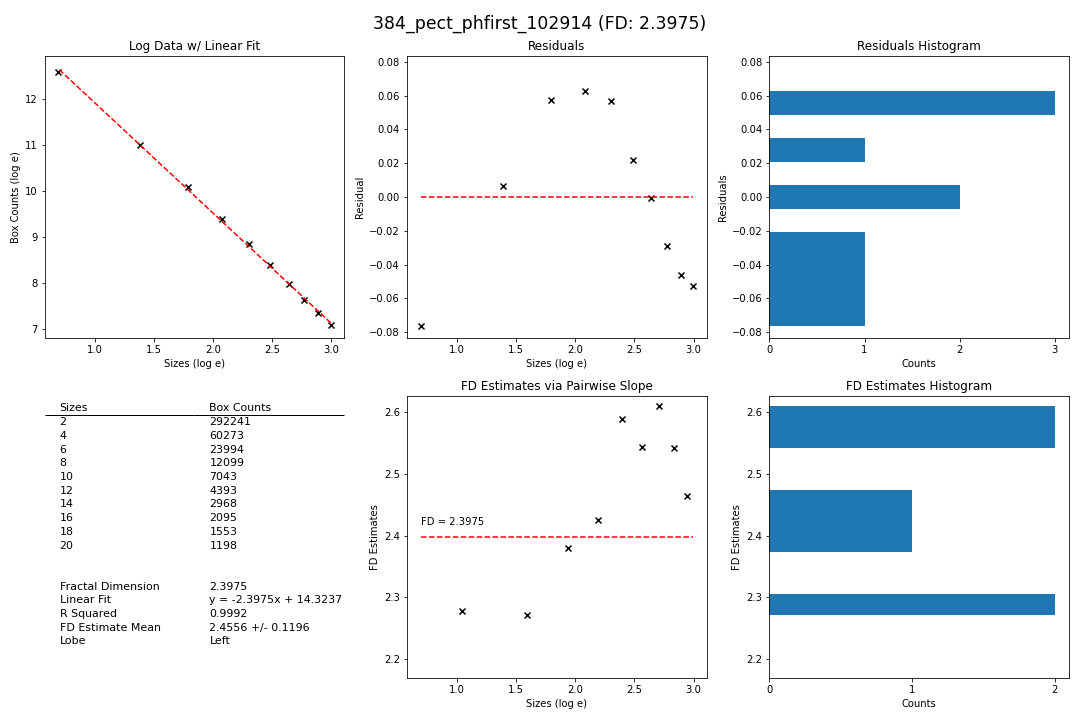 384_pect_phfirst_102914 (FD: 2.3975)
Log Data w/ Linear Fit
Box Counts (log e)
12
11
10
9
8
7
1.0 1.5 2.0 2.5 3.0
Sizes (log e)
Residuals
Residual
0.08
0.06
0.04
0.02
0.00
−0.02
−0.04
−0.06
−0.08
1.0 1.5 2.0 2.5 3.0
Sizes (log e)
Residuals Histogram
Residuals
0.08
0.06
0.04
0.02
0.00
−0.02
−0.04
−0.06
−0.08
0 1 2 3
Counts
Sizes Box Counts
2 292241
4 60273
6 23994
8 12099
10 7043
12 4393
14 2968
16 2095
18 1553
20 1198
Fractal Dimension 2.3975
Linear Fit y = -2.3975x + 14.3237
R Squared 0.9992
FD Estimate Mean 2.4556 +/- 0.1196
Lobe Left
FD Estimates via Pairwise Slope
FD Estimates
2.6
2.5
2.4
2.3
2.2
FD = 2.3975
1.0 1.5 2.0 2.5 3.0
Sizes (log e)
FD Estimates Histogram
FD Estimates
2.6
2.5
2.4
2.3
2.2
0 1 2
Counts